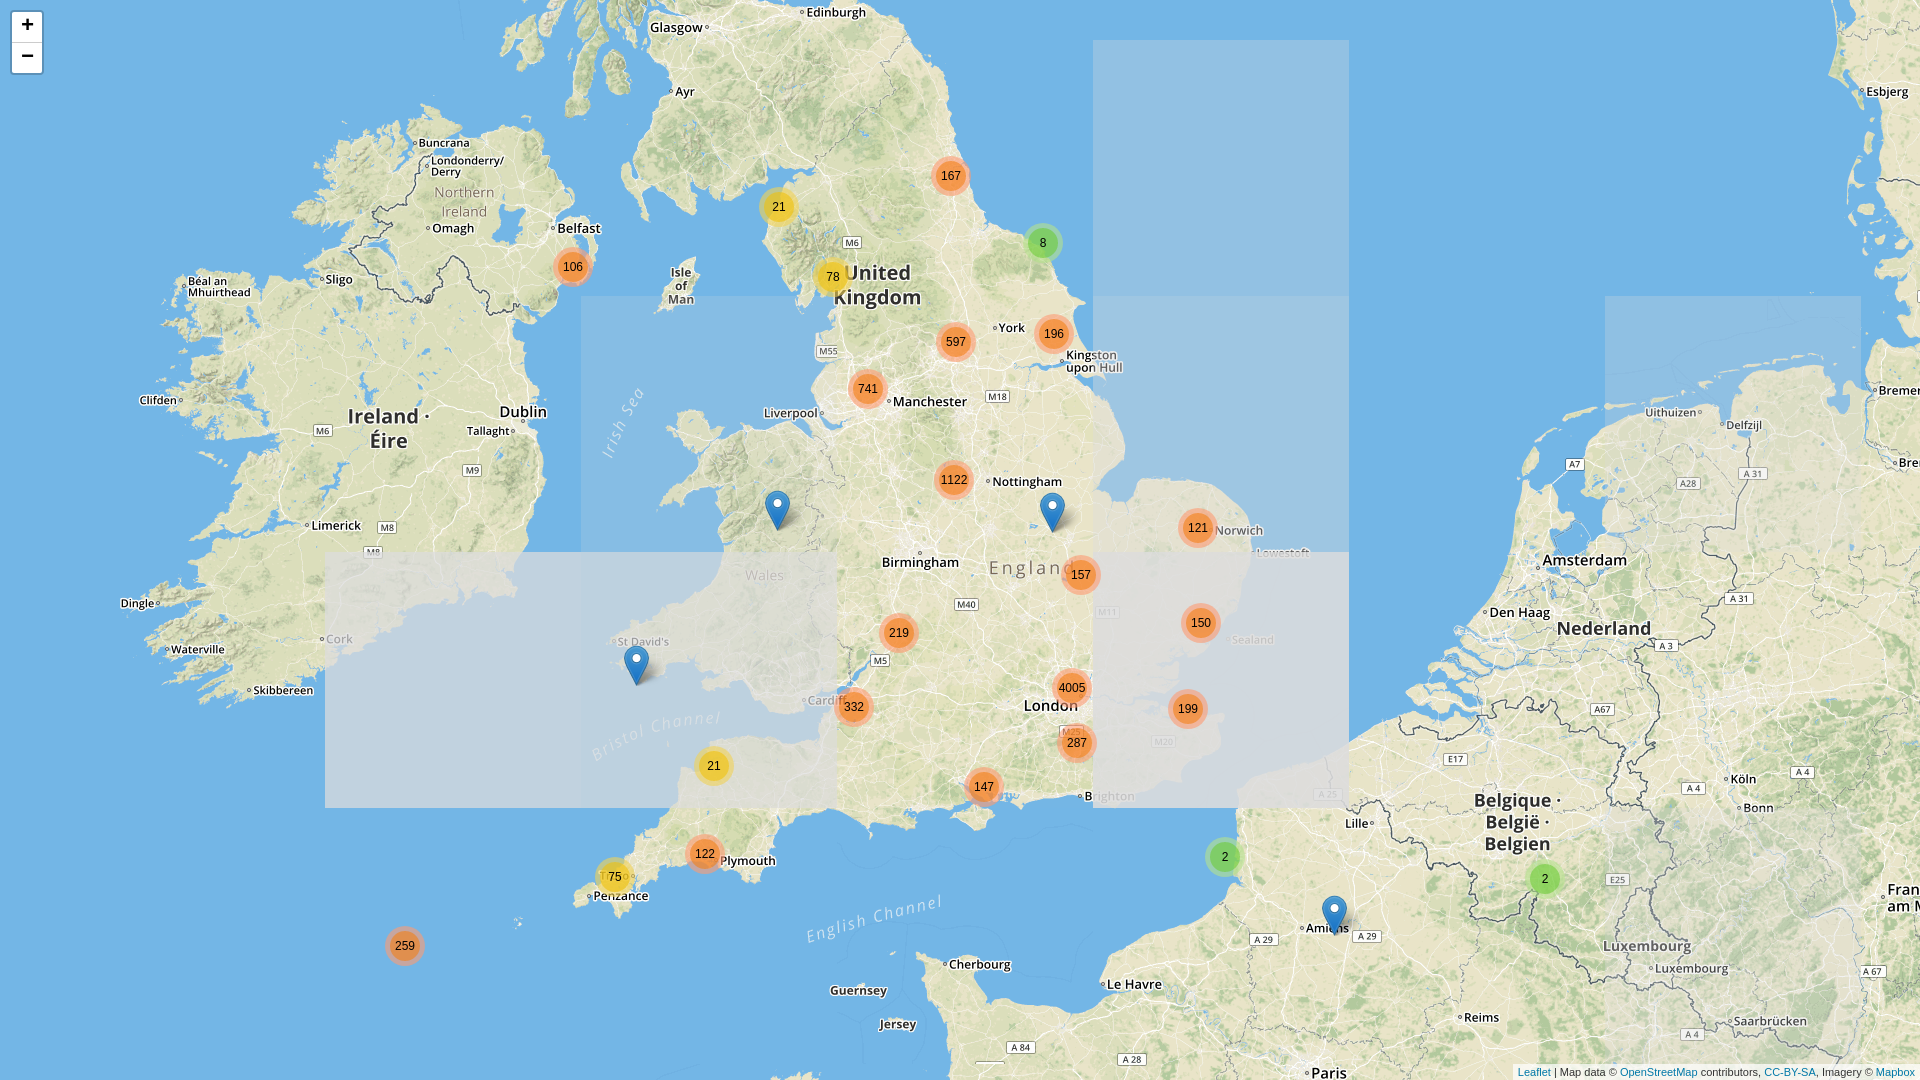 +
−
Edinburgh
Glasgow
Ayr
Esbjerg
Buncrana
Londonderry/
Derry
167
Northern
Ireland
21
Omagh
Belfast
M6
8
106
Isle
of
Man
78
United
Kingdom
Sligo
Béal an
Mhuirthead
York
196
597
M55
Kingston
upon Hull
741
Manchester
M18
Clifden
Liverpool
Irish Sea
Dublin
Ireland ·
Éire
Tallaght
M6
M9
Uithuizen
Delfzijl
Bremer
A7
A 31
A28
Bre
1122
Nottingham
Limerick
M8
M8
121
Norwich
Lowestoft
Birmingham
England
157
Amsterdam
Wales
Dingle
M40
M11
A 31
Den Haag
Nederland
150
Sealand
219
Cork
St David's
Waterville
M5
A 3
Skibbereen
4005
London
Cardiff
332
199
A67
Bristol Channel
M25
287
M20
E17
21
147
Brighton
A 25
Köln
A 4
A 4
Bonn
Belgique ·
België ·
Belgien
Lille
122
Plymouth
2
75
Penzance
2
E25
Fran
am M
English Channel
Amiens
A 29
A 29
259
Luxembourg
Luxembourg
A 67
Cherbourg
Guernsey
Le Havre
Jersey
Reims
Saarbrücken
A 4
A 84
A 28
Paris
Leaflet | Map data © OpenStreetMap contributors, CC-BY-SA, Imagery © Mapbox